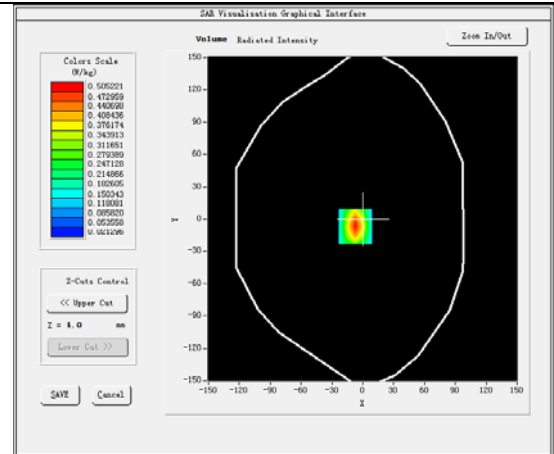 SAR Visualisation Graphical Interface
Volume Radiated Intensity
Zoom In/Out
Colors Scale
(W/kg)
0.505221
0.472959
0.440698
0.408436
0.376174
0.343913
0.311651
0.279389
0.247128
0.214866
0.182605
0.150343
0.118081
0.085820
0.053558
0.021296
150
120
90
60
30
0
-30
-60
-90
-120
-150
Y
-150 -120 -90 -60 -30 0 30 60 90 120 150
X
Z-Cuts Control
<< Upper Cut
Z = 4.0 mm
Lower Cut >>
SAVE Cancel